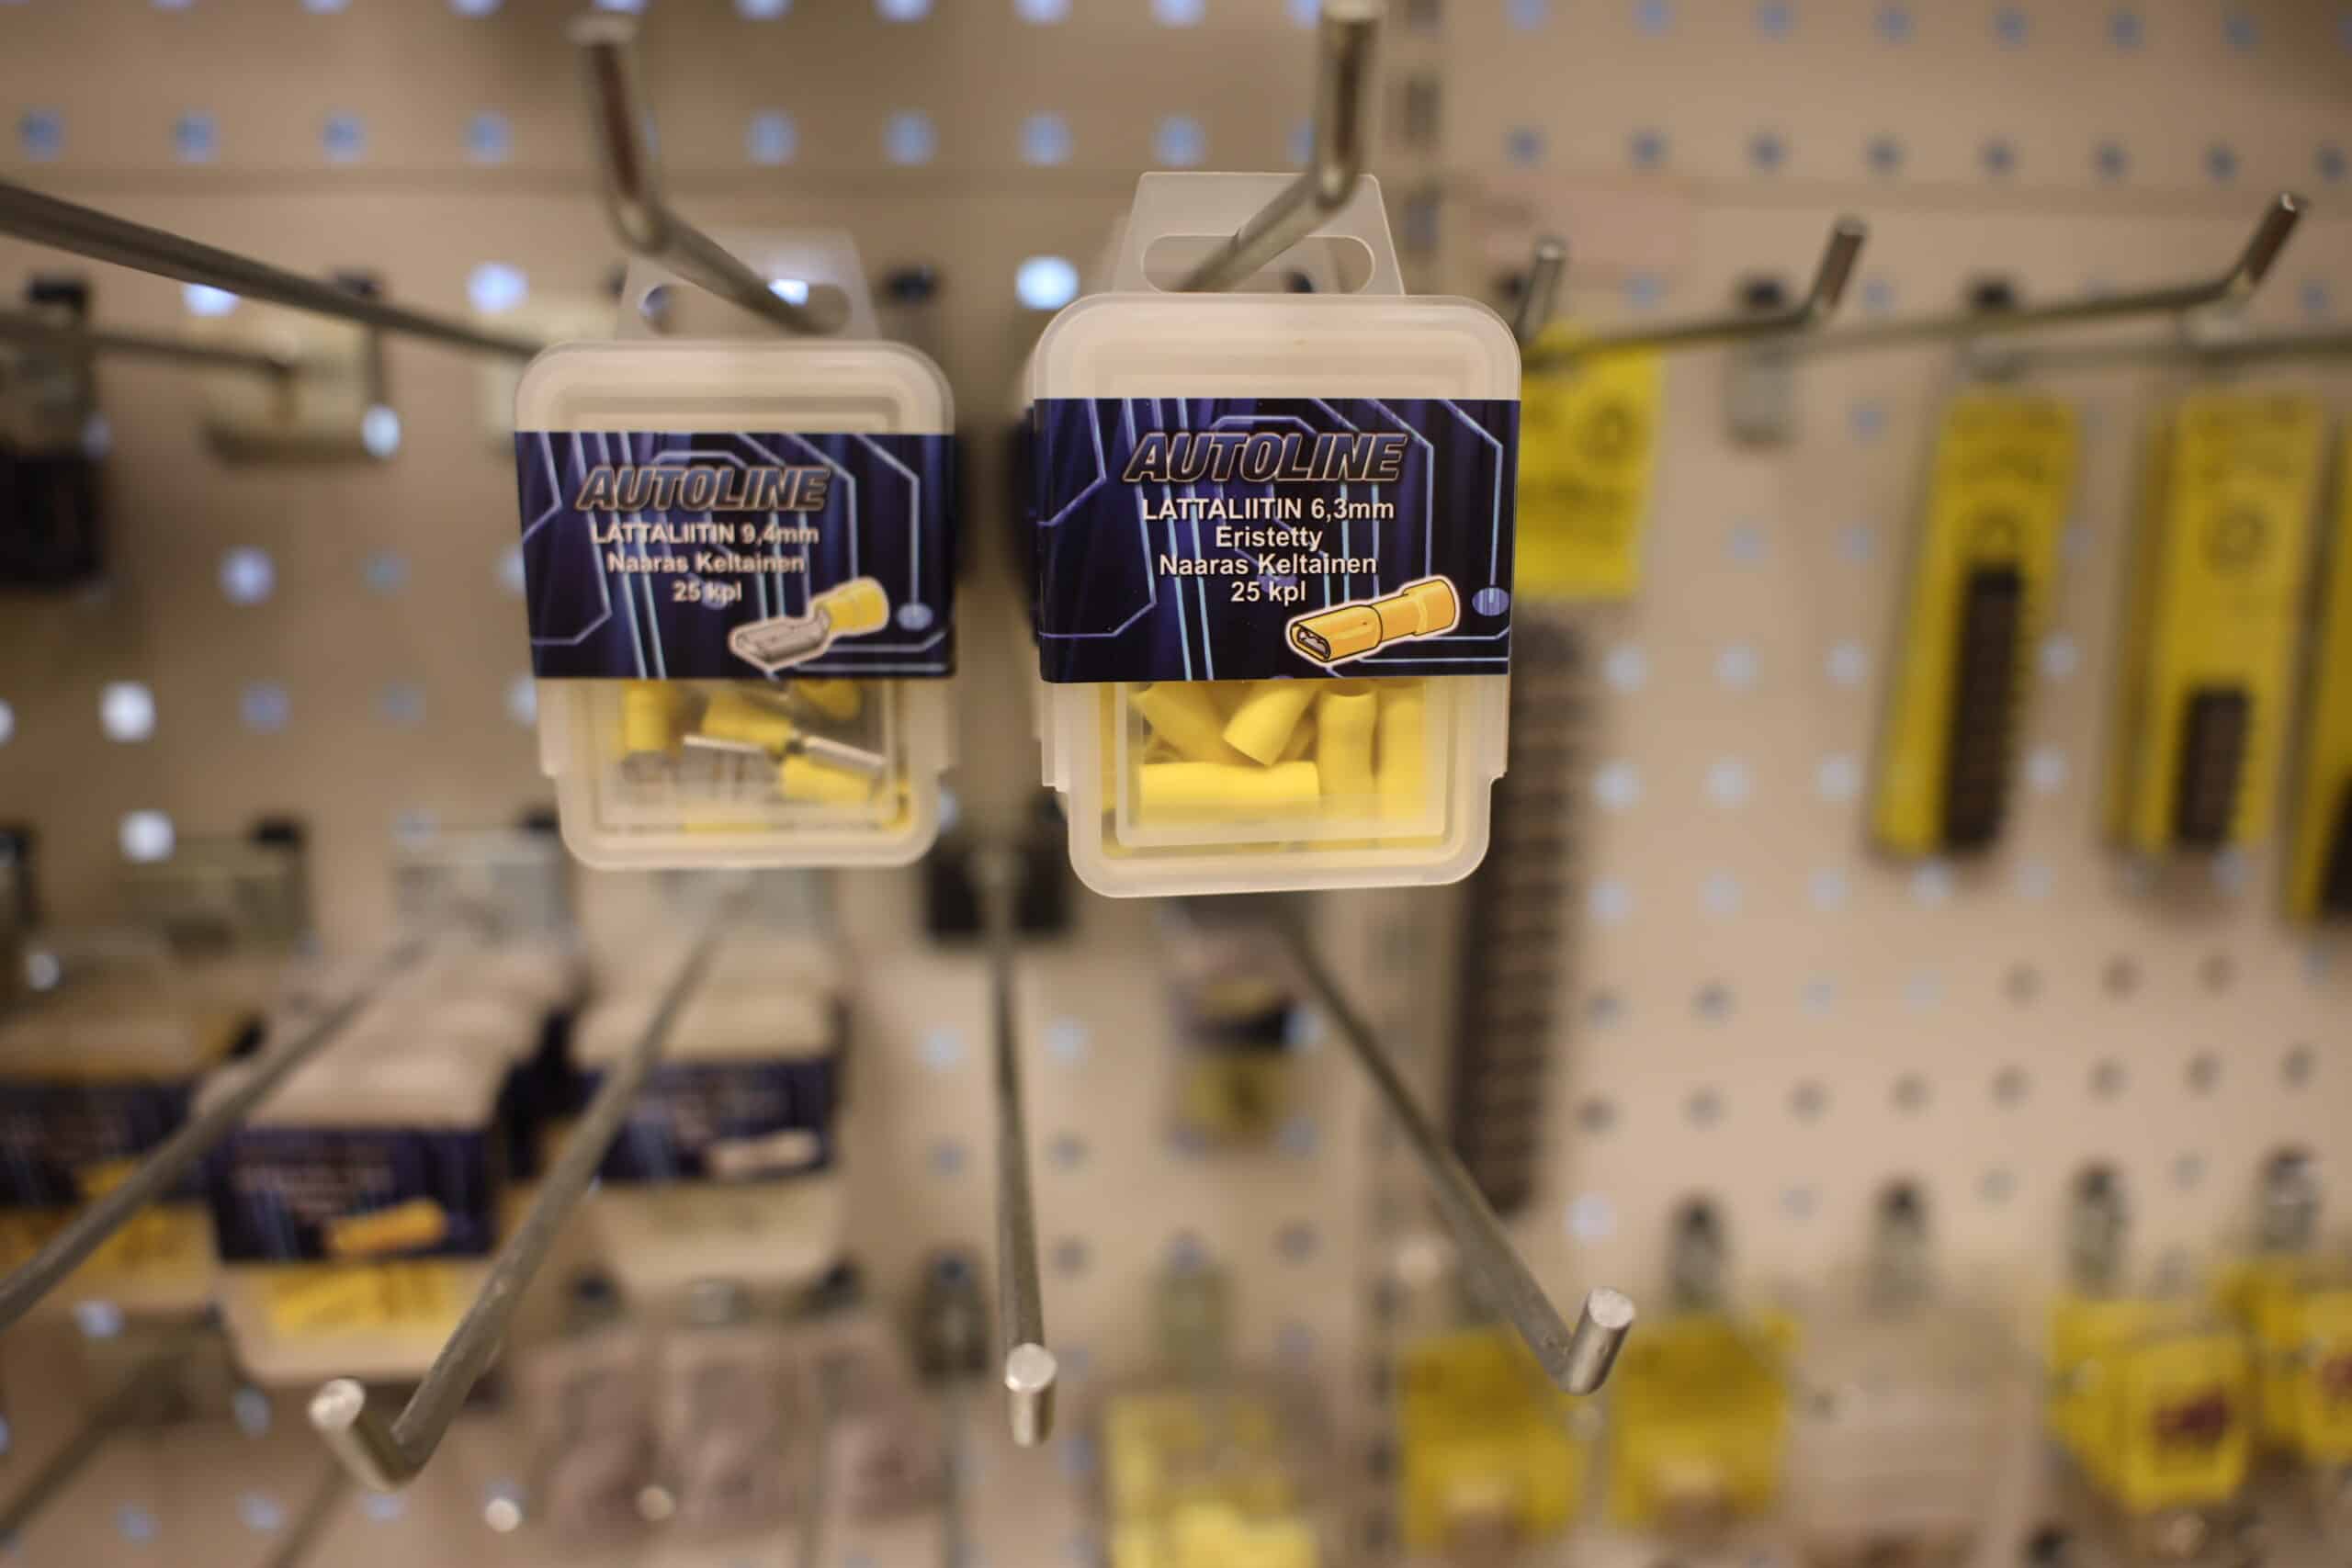 AUTOLINE
LATTALIITIN 9,4mm
Naaras Keltainen
25 kpl
AUTOLINE
LATTALIITIN 6,3mm
Eristetty
Naaras Keltainen
25 kpl